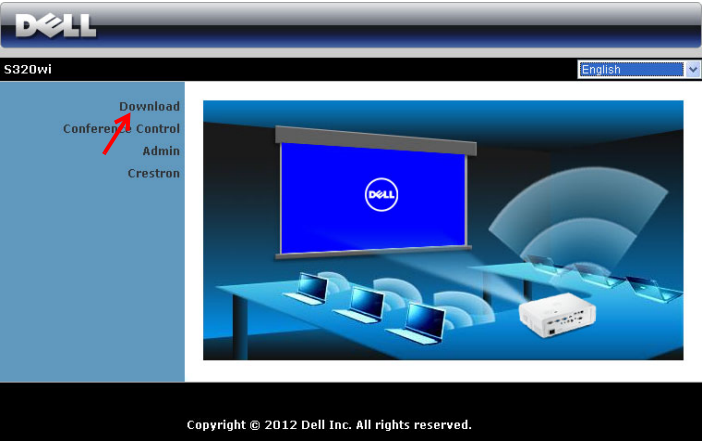 DELL
S320wi
English
Download
Conference Control
Admin
Crestron
DELL
Copyright © 2012 Dell Inc. All rights reserved.